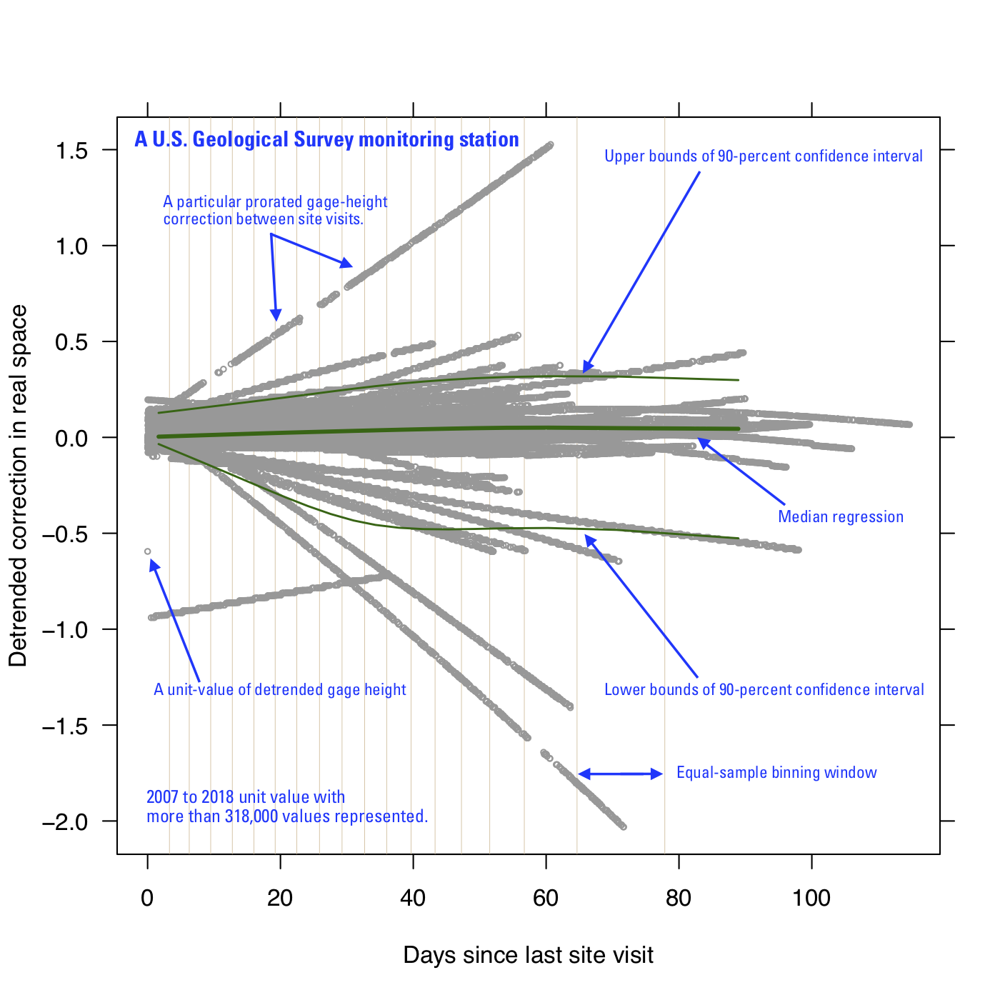 A U.S. Geological Survey monitoring station
Upper bounds of 90-percent confidence interval
A particular prorated gage-height
correction between site visits.
Median regression
A unit-value of detrended gage height
Lower bounds of 90-percent confidence interval
Equal-sample binning window
2007 to 2018 unit value with
more than 318,000 values represented.
Detrended correction in real space
1.5
1.0
0.5
0.0
−0.5
−1.0
−1.5
−2.0
0 20 40 60 80 100
Days since last site visit